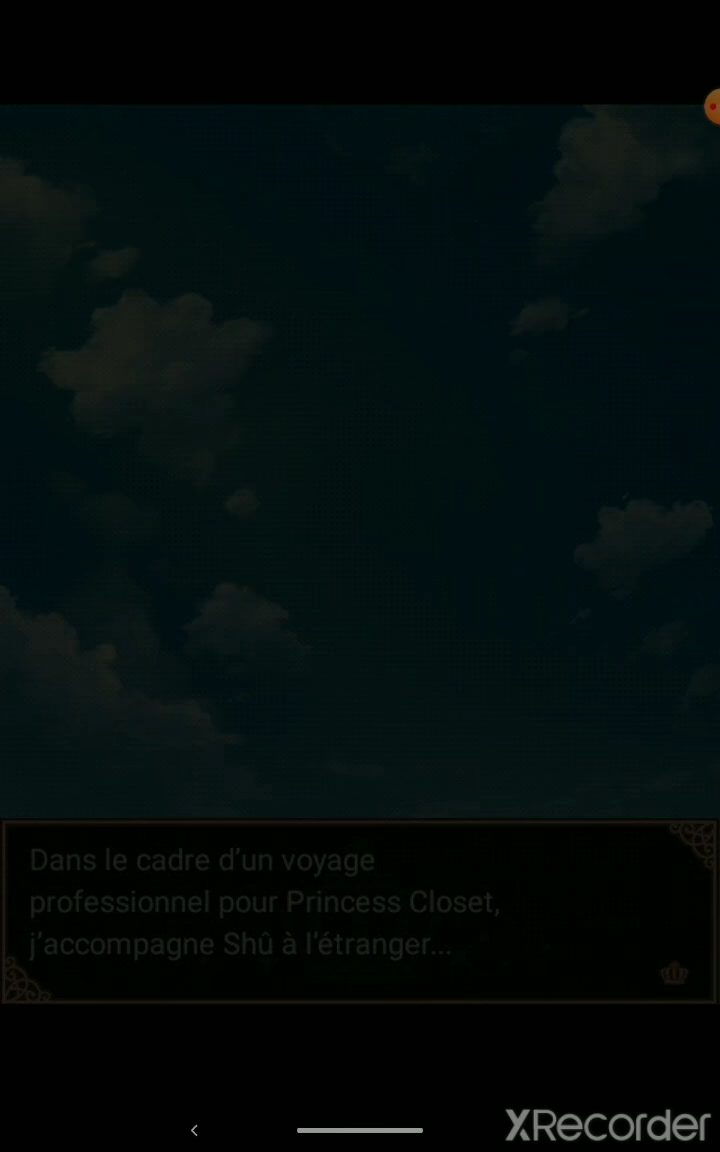 Dans le cadre d’un voyage
professionnel pour Princess Closet,
j’accompagne Shû à l’étranger...
XRecorder